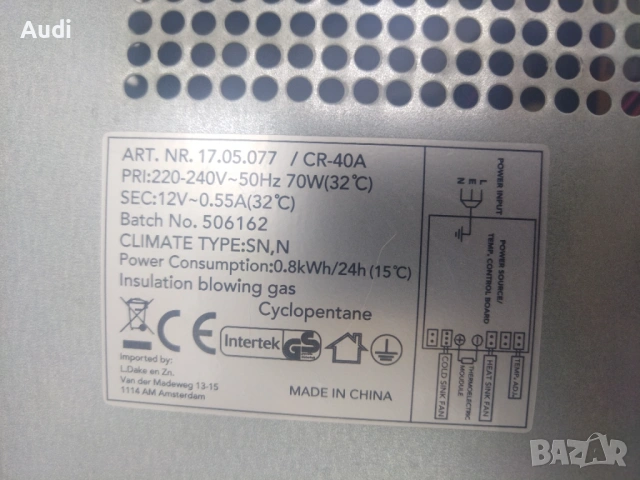 Audi
ART. NR. 17.05.077 / CR-40A
PRI:220-240V~50Hz 70W(32℃)
SEC:12V~0.55A(32℃)
Batch No. 506162
CLIMATE TYPE:SN,N
Power Consumption:0.8kWh/24h (15℃)
Insulation blowing gas
Cyclopentane
CE
Intertek
GS
Imported by:
L.Dake en Zn.
Van der Madeweg 13-15
1114 AM Amsterdam
MADE IN CHINA
POWER INPUT
L
E
N
POWER SOURCE/
TEMP. CONTROL BOARD
COLD SINK FAN
THERMOELECTRIC
MOUDULE
HEAT SINK FAN
TEMP. ADJ.
BAZAR
bg